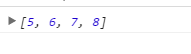 [5, 6, 7, 8]